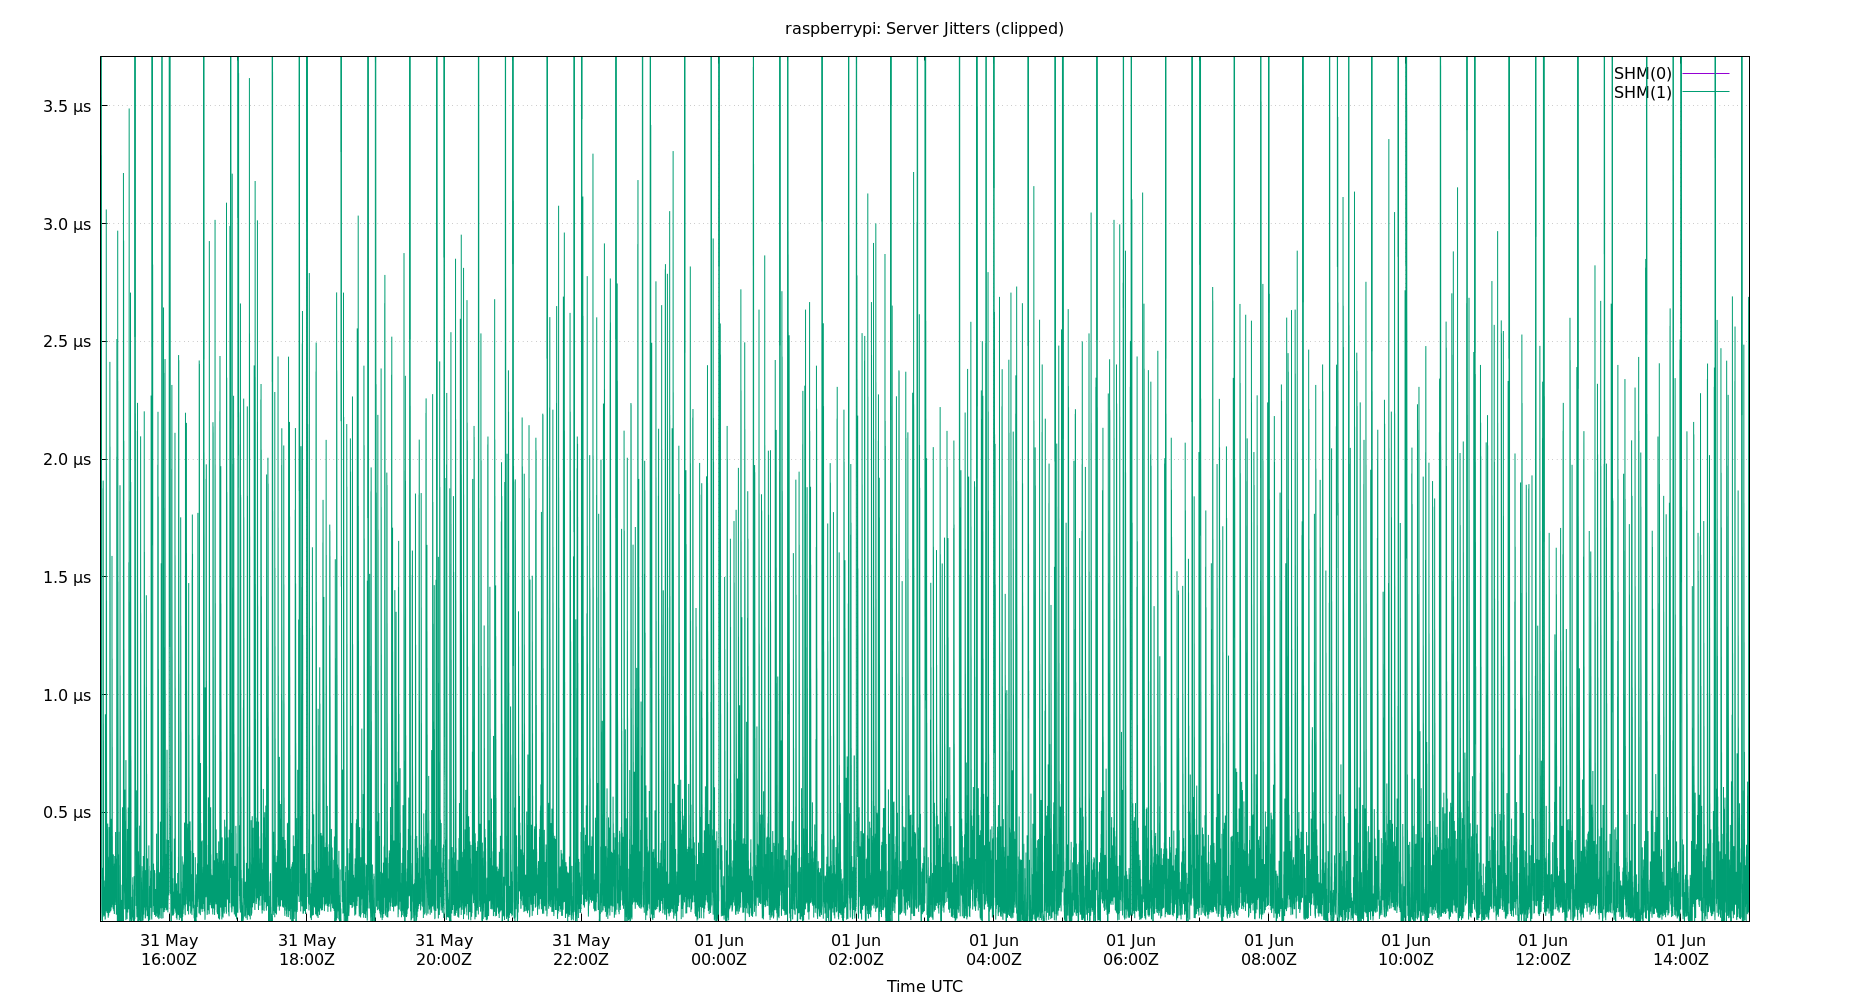 raspberrypi: Server Jitters (clipped)
SHM(0)
SHM(1)
3.5 µs
3.0 µs
2.5 µs
2.0 µs
1.5 µs
1.0 µs
0.5 µs
31 May 31 May 31 May 31 May 01 Jun 01 Jun 01 Jun 01 Jun 01 Jun 01 Jun 01 Jun 01 Jun
16:00Z 18:00Z 20:00Z 22:00Z 00:00Z 02:00Z 04:00Z 06:00Z 08:00Z 10:00Z 12:00Z 14:00Z
Time UTC